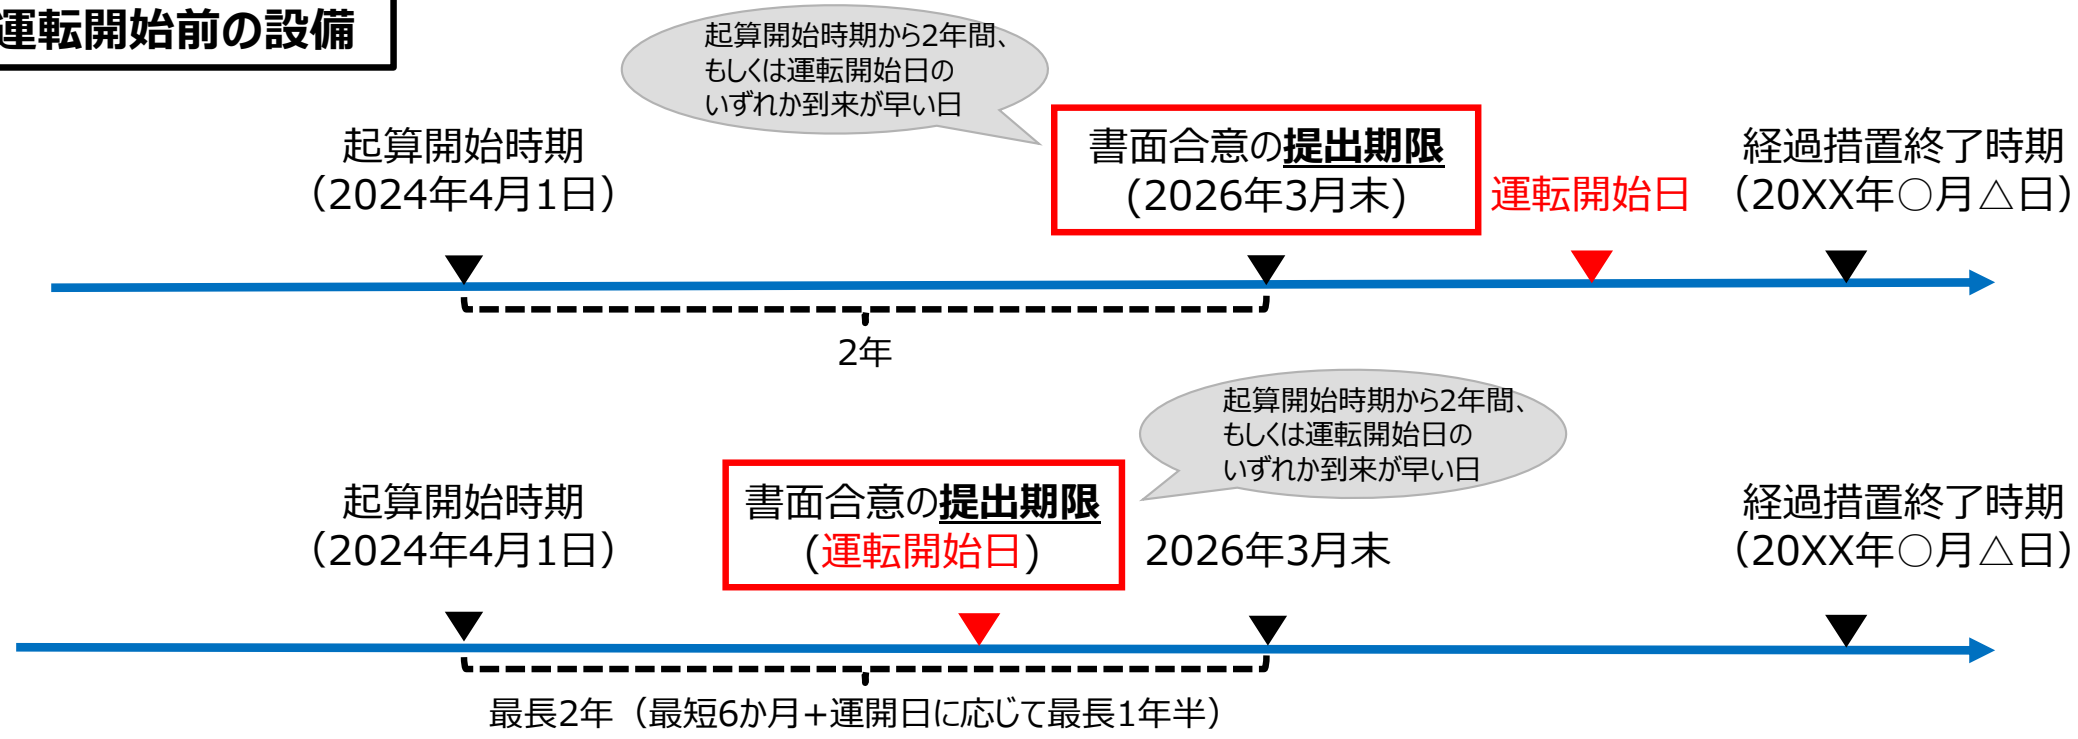 運転開始前の設備
起算開始時期から2年間、
もしくは運転開始日の
いずれか到来が早い日
起算開始時期
（2024年4月1日）
書面合意の提出期限
(2026年3月末)
運転開始日
経過措置終了時期
（20XX年○月△日）
2年
起算開始時期から2年間、
もしくは運転開始日の
いずれか到来が早い日
起算開始時期
（2024年4月1日）
書面合意の提出期限
(運転開始日)
2026年3月末
経過措置終了時期
（20XX年○月△日）
最長2年（最短6か月+運開日に応じて最長1年半）